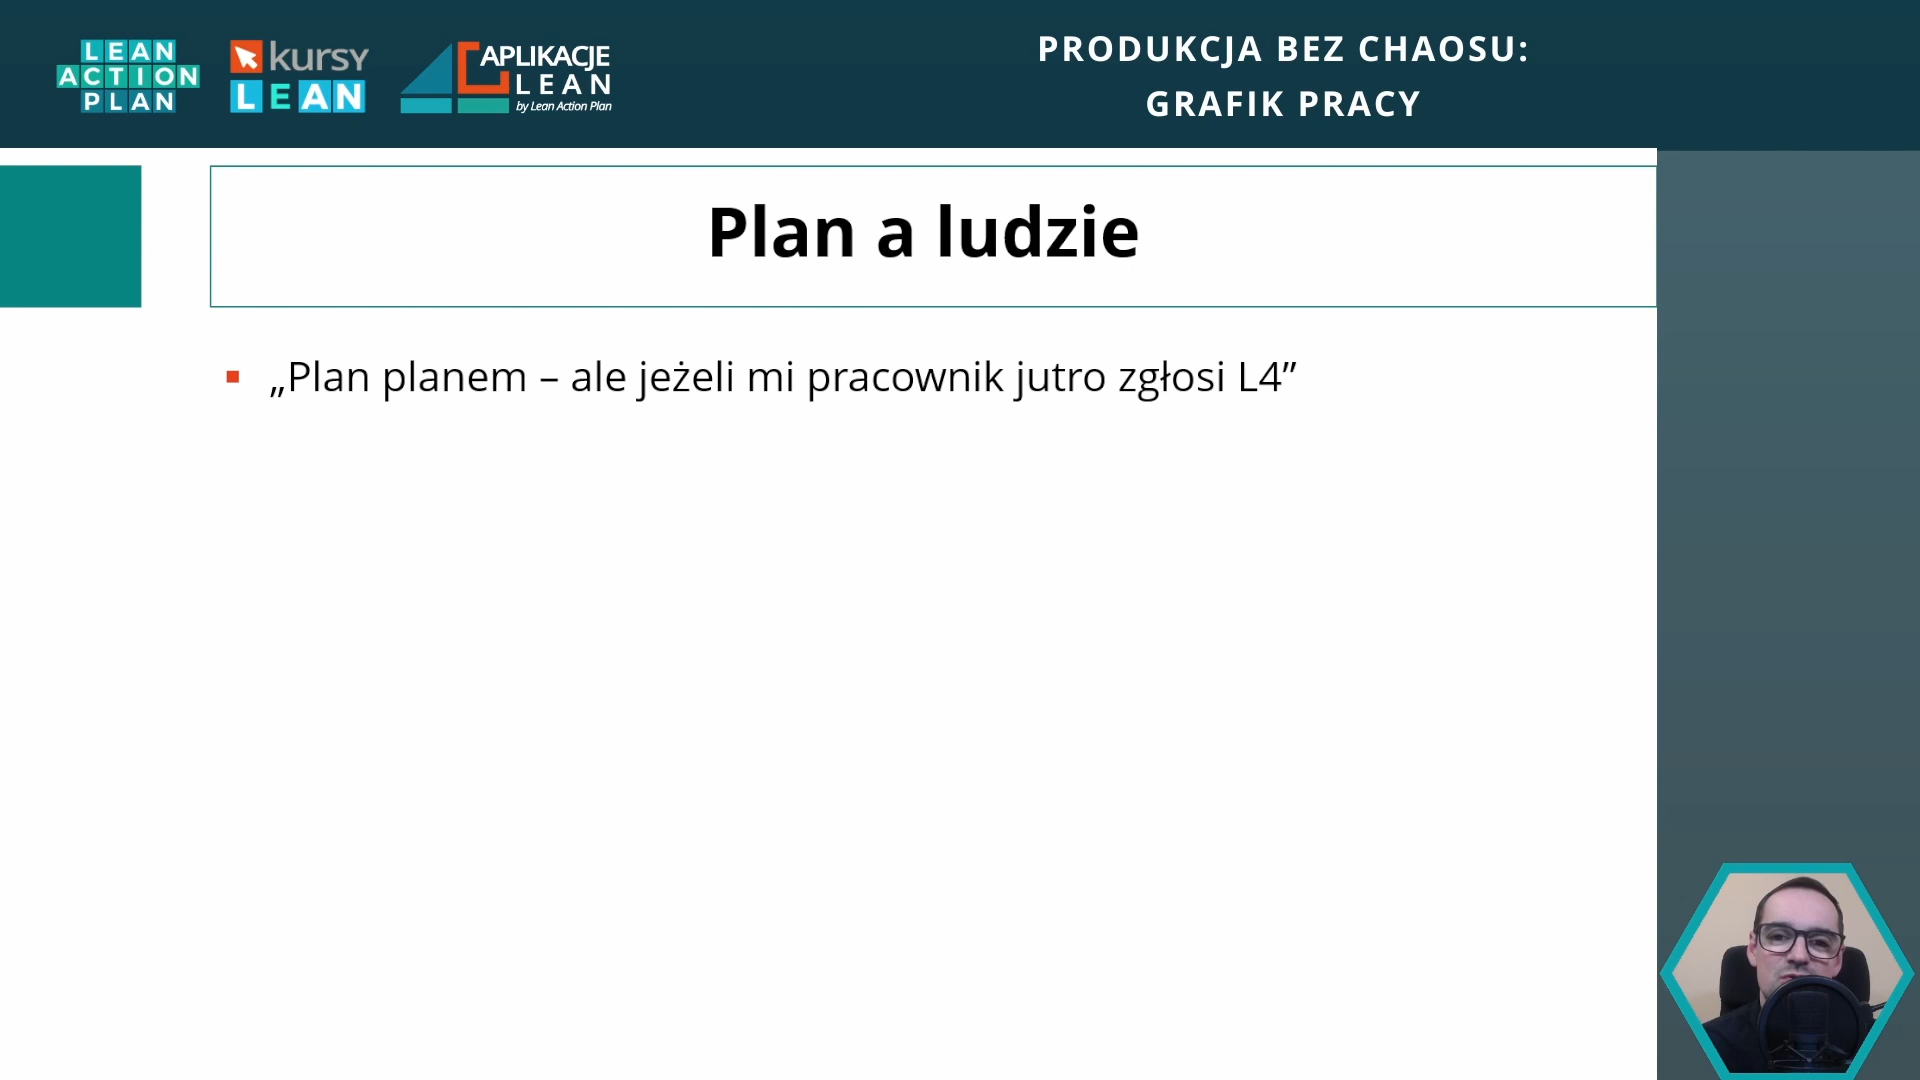 LEAN
ACTION
PLAN
kursy
LEAN
APLIKACJE
LEAN
by Lean Action Plan
PRODUKCJA BEZ CHAOSU:
GRAFIK PRACY
Plan a ludzie
„Plan planem – ale jeżeli mi pracownik jutro zgłosi L4”